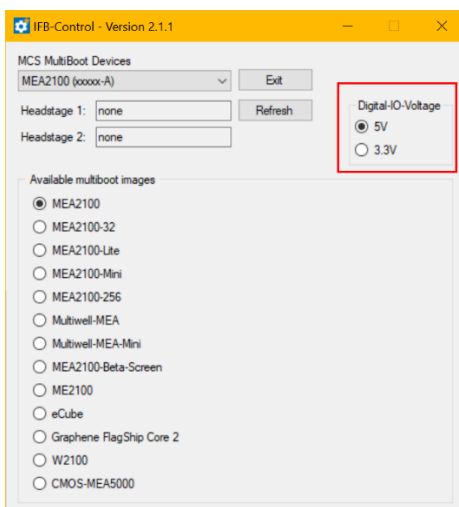 IFB-Control - Version 2.1.1
MCS MultiBoot Devices
MEA2100 (xxxxx-A)
Exit
Headstage 1: none
Refresh
Headstage 2: none
Digital-IO-Voltage
5V
3.3V
Available multiboot images
MEA2100
MEA2100-32
MEA2100-Lite
MEA2100-Mini
MEA2100-256
Multiwell-MEA
Multiwell-MEA-Mini
MEA2100-Beta-Screen
ME2100
eCube
Graphene FlagShip Core 2
W2100
CMOS-MEA5000